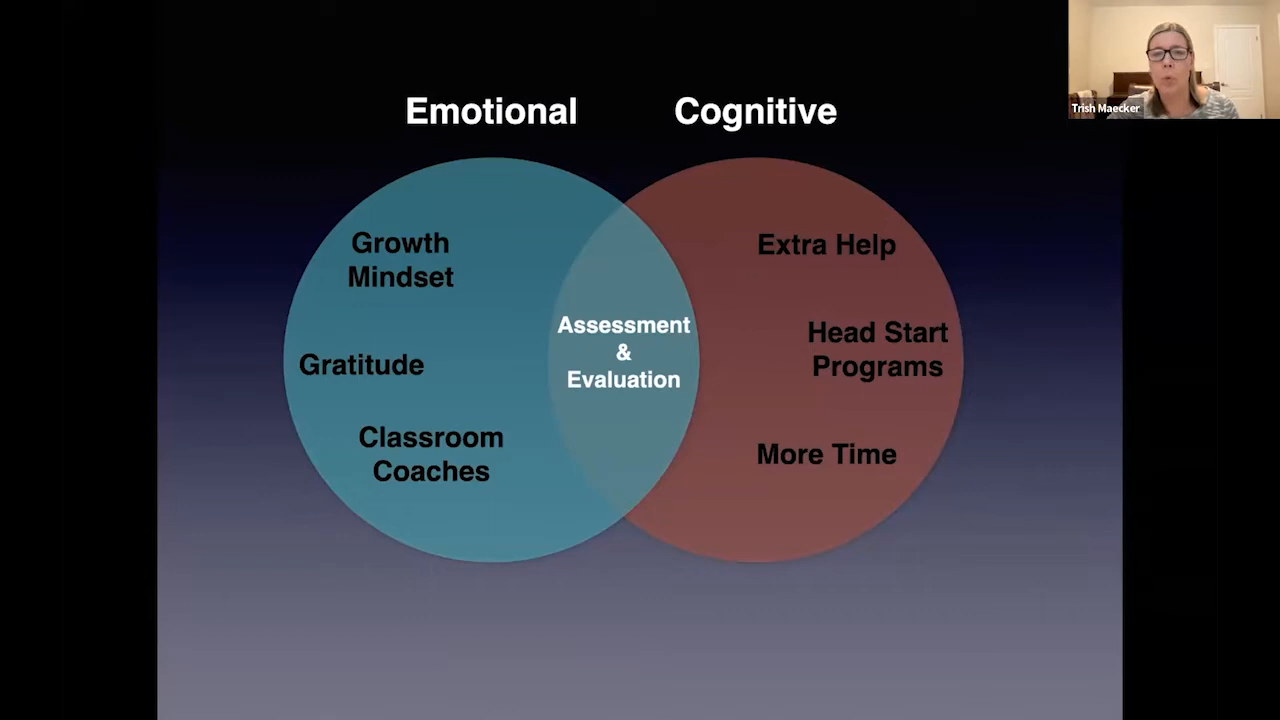 Emotional
Cognitive
Growth
Mindset
Gratitude
Classroom
Coaches
Assessment
&
Evaluation
Extra Help
Head Start
Programs
More Time
Trish Maecker